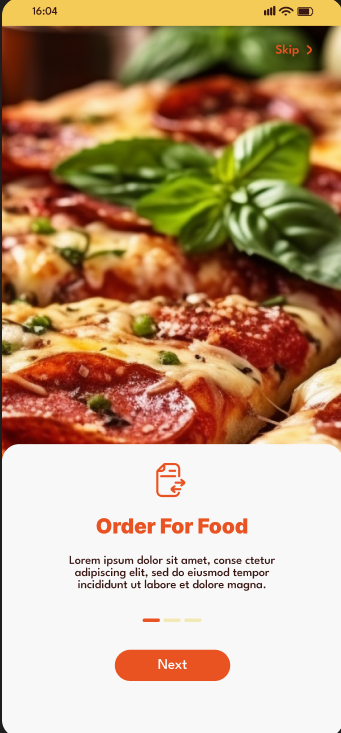 16:04
Skip
Order For Food
Lorem ipsum dolor sit amet, conse ctetur
adipiscing elit, sed do eiusmod tempor
incididunt ut labore et dolore magna.
Next